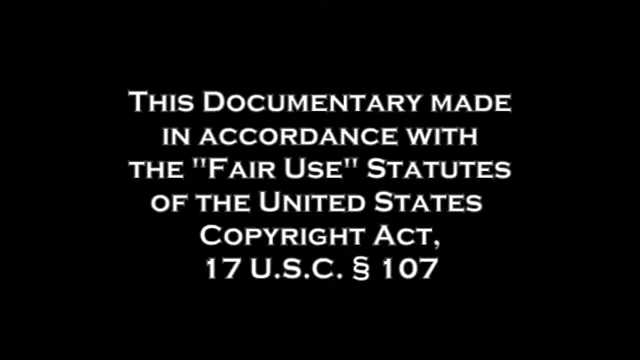 This Documentary made
in accordance with
the "Fair Use" Statutes
of the United States
Copyright Act,
17 U.S.C. § 107